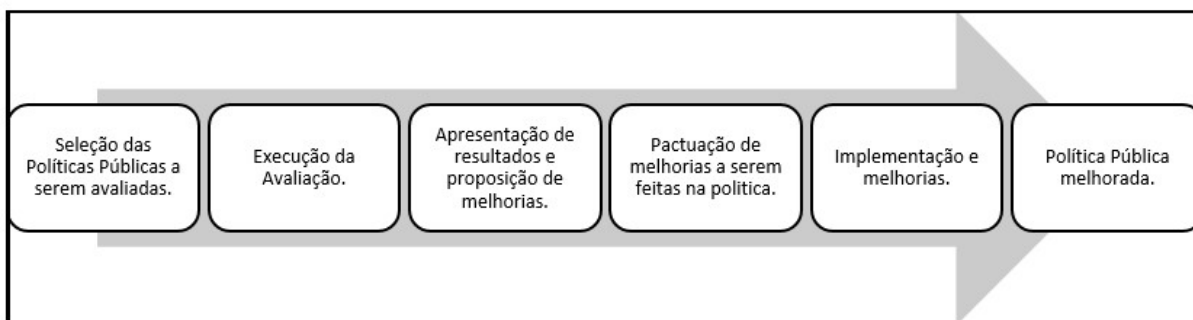 Seleção das
Políticas Públicas a
serem avaliadas.
Execução da
Avaliação.
Apresentação de
resultados e
proposição de
melhorias.
Pactuação de
melhorias a serem
feitas na politica.
Implementação e
melhorias.
Política Pública
melhorada.